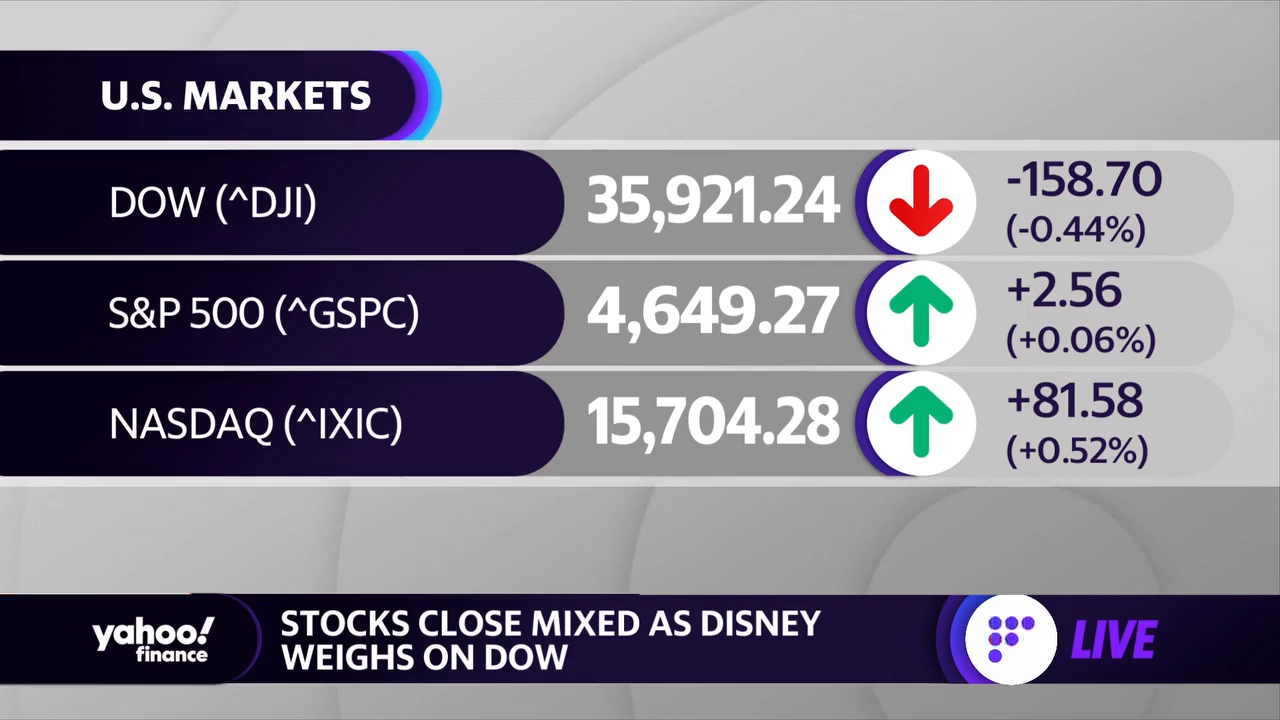 U.S. MARKETS
DOW (^DJI) 35,921.24 -158.70
(-0.44%)
S&P 500 (^GSPC) 4,649.27 +2.56
(+0.06%)
NASDAQ (^IXIC) 15,704.28 +81.58
(+0.52%)
yahoo!
finance
STOCKS CLOSE MIXED AS DISNEY
WEIGHS ON DOW
LIVE